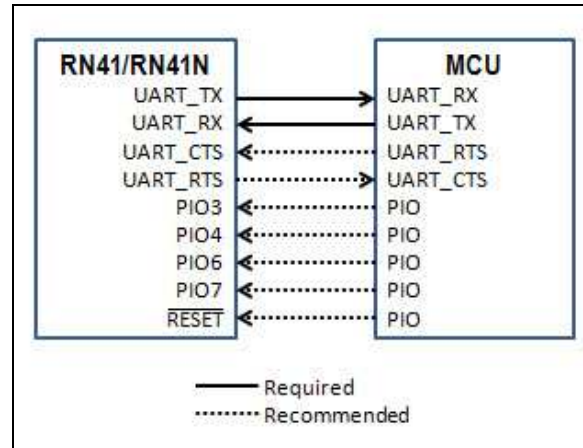 RN41/RN41N MCU
UART_TX UART_RX
UART_RX UART_TX
UART_CTS UART_RTS
UART_RTS UART_CTS
PIO3 PIO
PIO4 PIO
PIO6 PIO
PIO7 PIO
RESET PIO
Required
Recommended